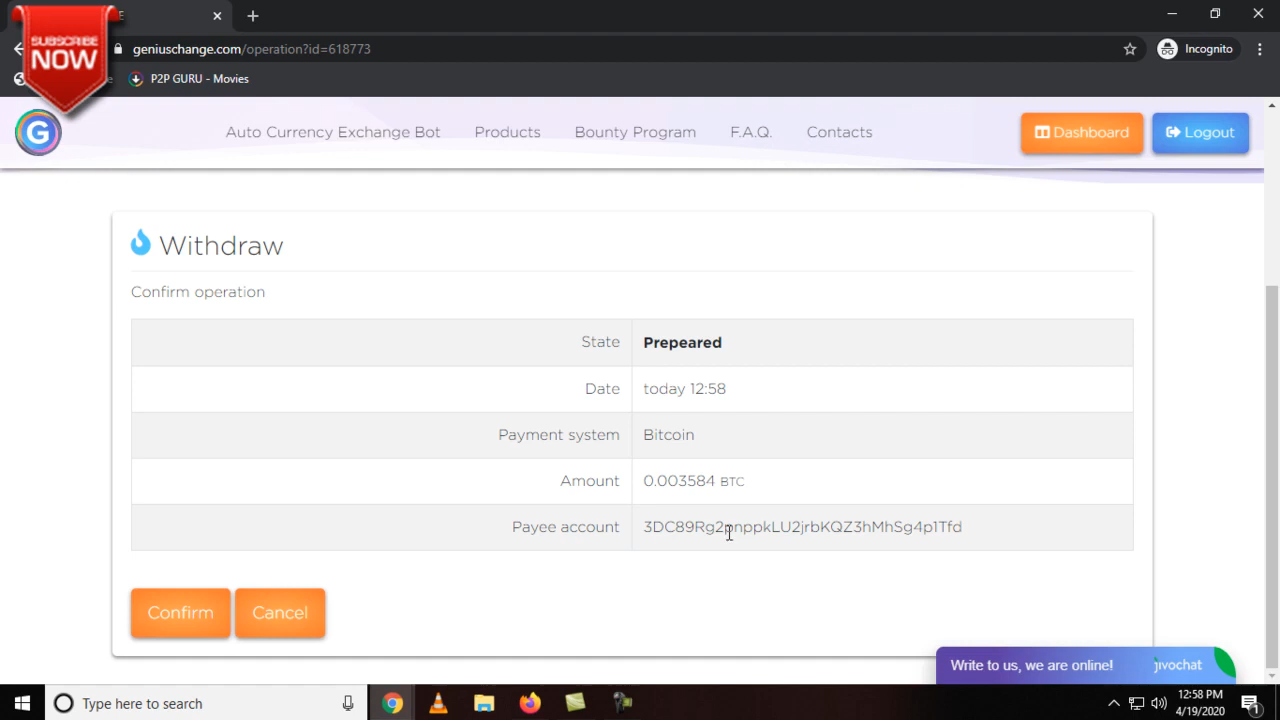 SUBSCRIBE
NOW
E
geniuschange.com/operation?id=618773
Incognito
P2P GURU - Movies
G
Auto Currency Exchange Bot
Products
Bounty Program
F.A.Q.
Contacts
Dashboard
Logout
Withdraw
Confirm operation
State Prepeared
Date today 12:58
Payment system Bitcoin
Amount 0.003584 BTC
Payee account
Confirm
Cancel
Write to us, we are online!
jivochat
Type here to search
12:58 PM
4/19/2020
1